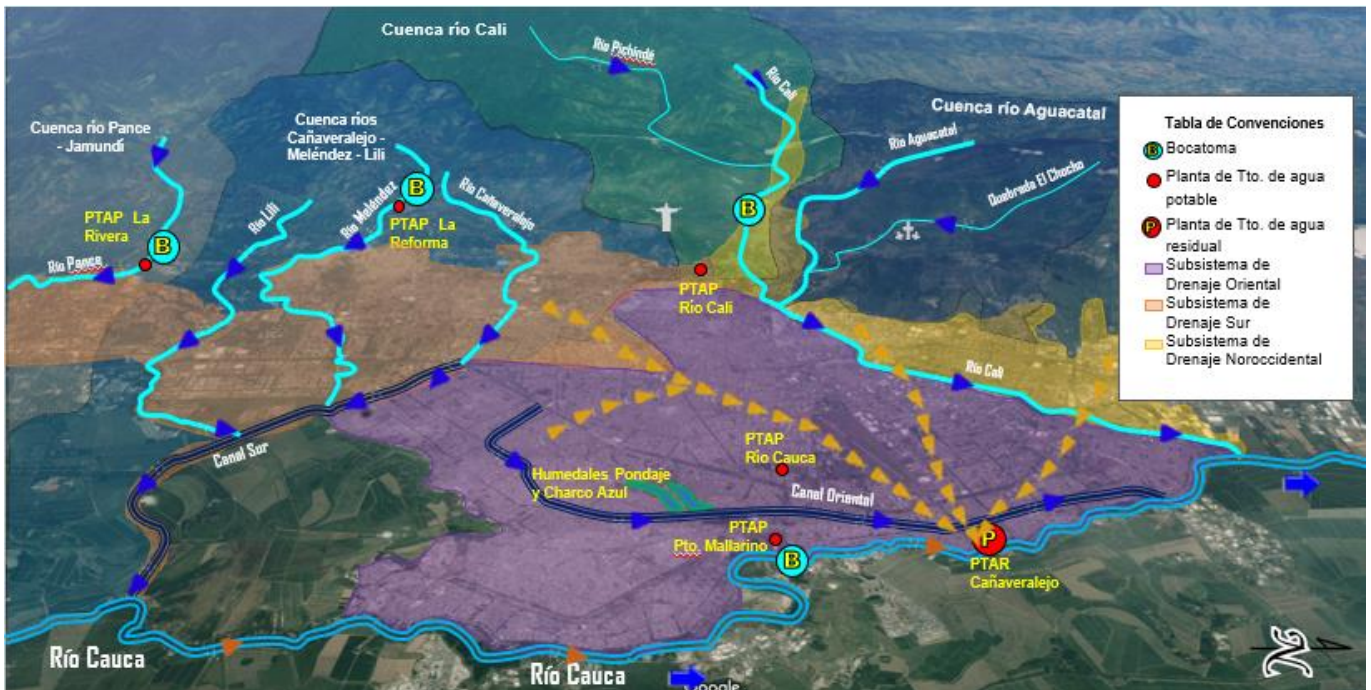 Cuenca río Cali
Río Pichindé
Río Cali
Cuenca río Aguacatal
Río Aguacatal
Quebrada El Chocho
Cuenca río Pance
- Jamundí
Cuenca ríos
Cañaveralejo -
Meléndez - Lili
B
Río Cañaveralejo
Río Meléndez
Río Lili
PTAP La
Reforma
PTAP La
Rivera
B
Río Pance
B
PTAP
Río Cali
Río Cali
Tabla de Convenciones
B Bocatoma
Planta de Tto. de agua
potable
P Planta de Tto. de agua
residual
Subsistema de
Drenaje Oriental
Subsistema de
Drenaje Sur
Subsistema de
Drenaje Noroccidental
Canal Sur
PTAP
Río Cauca
Humedales Pondaje
y Charco Azul
Canal Oriental
PTAP
Pto. Mallarino
B
P
PTAR
Cañaveralejo
Río Cauca
Río Cauca
Google
N